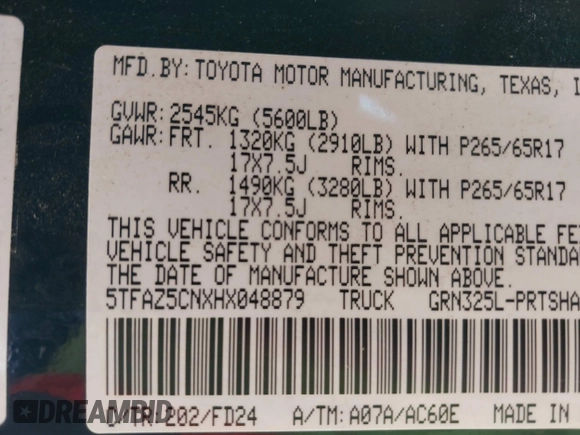 MFD.BY:TOYOTA MOTOR MANUFACTURING, TEXAS,
GVWR:2545KG (5600LB)
GAWR:FRT. 1320KG (2910LB) WITH P265/65R17
17X7.5J RIMS.
RR. 1490KG (3280LB) WITH P265/65R17
17X7.5J RIMS.
THIS VEHICLE CONFORMS TO ALL APPLICABLE FE
VEHICLE SAFETY AND THEFT PREVENTION STANDA
THE DATE OF MANUFACTURE SHOWN ABOVE.
5TFAZ5CNXHX048879 TRUCK GRN325L-PRTSHA
C/TR:202/FD24 A/TM:A07A/AC60E MADE IN
DREAMBID